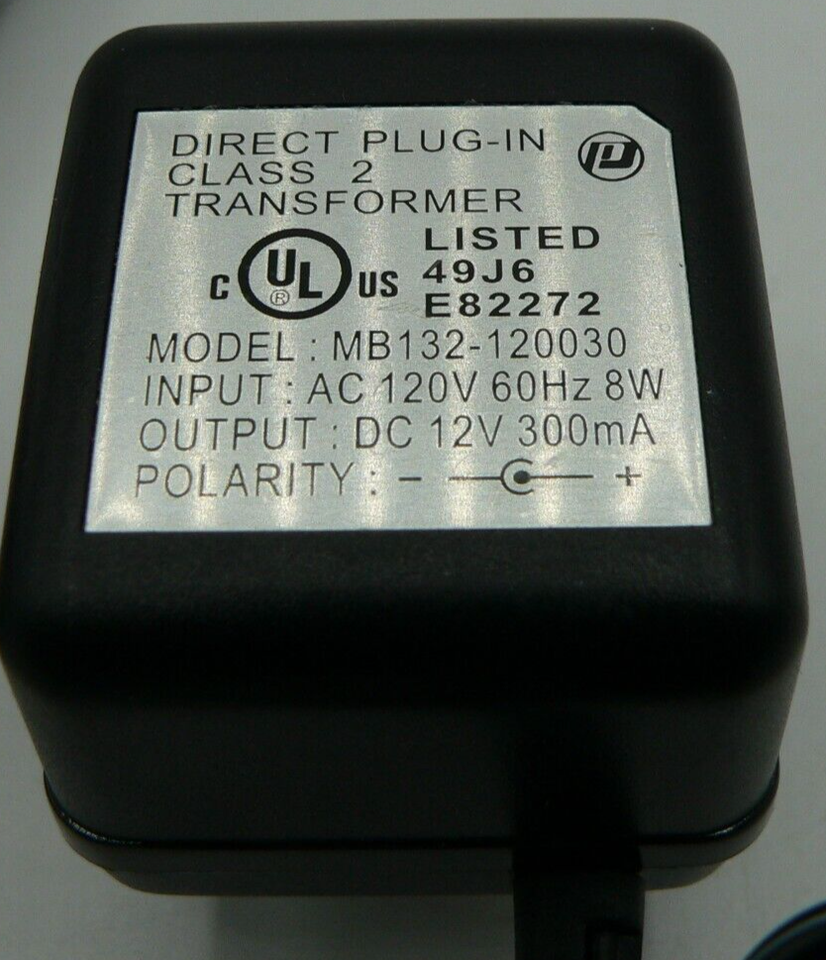 DIRECT PLUG-IN
CLASS 2
TRANSFORMER
LISTED
C UL ® US 49J6
E82272
MODEL : MB132-120030
INPUT : AC 120V 60Hz 8W
OUTPUT : DC 12V 300mA
POLARITY : - +